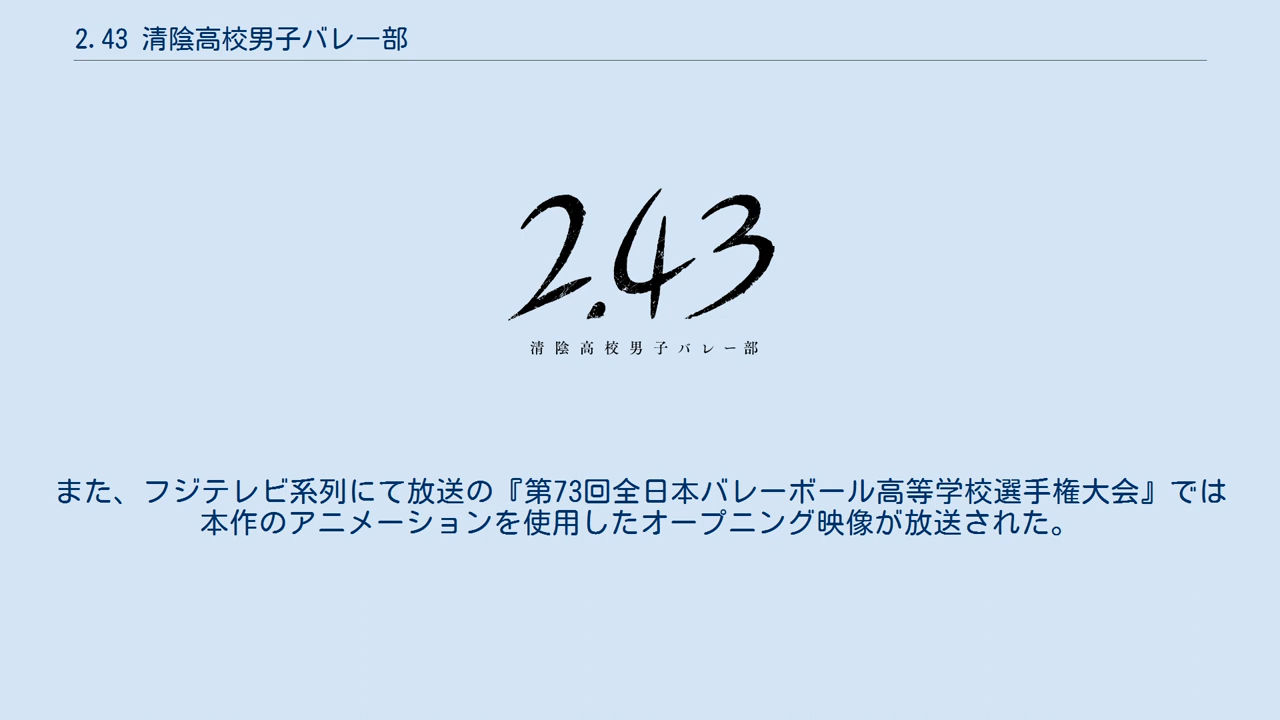 2.43 清陰高校男子バレー部
2.43
清陰高校男子バレー部
また、フジテレビ系列にて放送の『第73回全日本バレーボール高等学校選手権大会』では
本作のアニメーションを使用したオープニング映像が放送された。